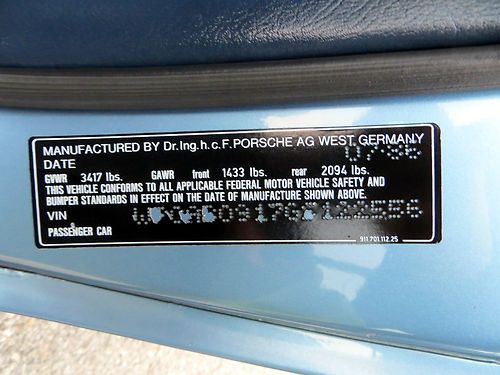 MANUFACTURED BY Dr.Ing.h.c.F.PORSCHE AG WEST GERMANY
DATE
GVWR 3417 lbs. GAWR front 1433 lbs. rear 2094 lbs.
THIS VEHICLE CONFORMS TO ALL APPLICABLE FEDERAL MOTOR VEHICLE SAFETY AND
BUMPER STANDARDS IN EFFECT ON THE DATE OF MANUFACTURE SHOWN ABOVE.
VIN
PASSENGER CAR
911.701.112.25